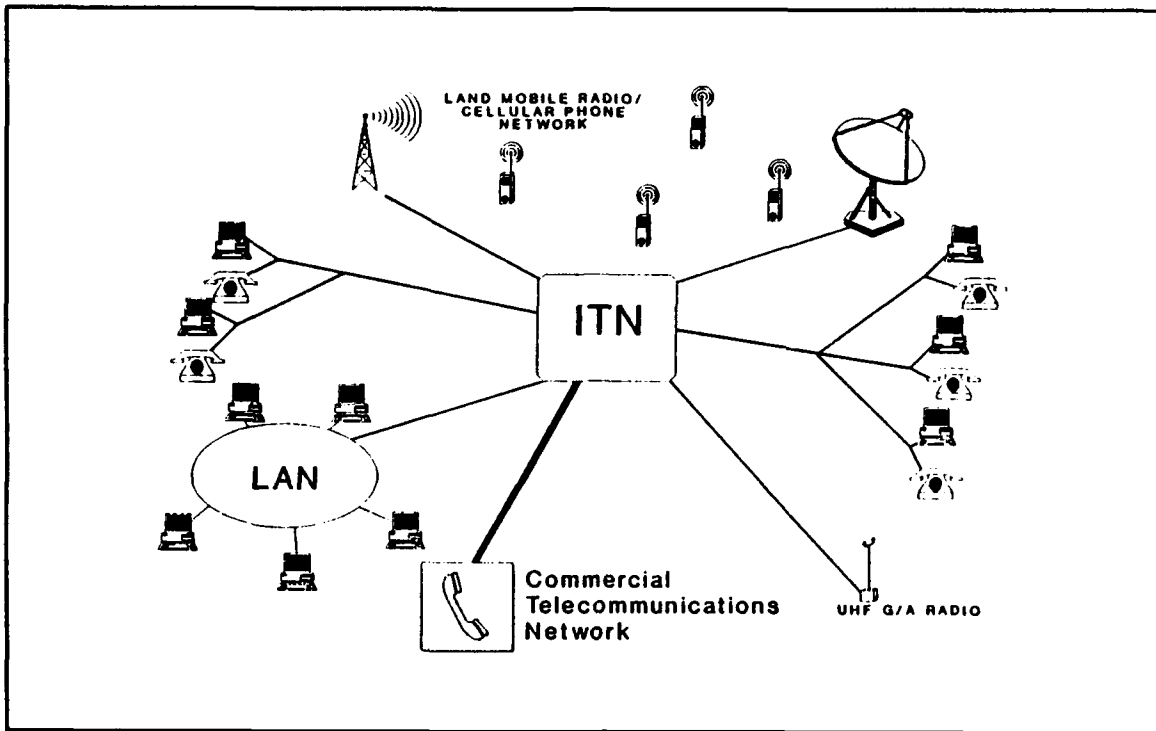 LAND MOBILE RADIO/
CELLULAR PHONE
NETWORK
ITN
LAN
Commercial
Telecommunications
Network
UHF G/A RADIO